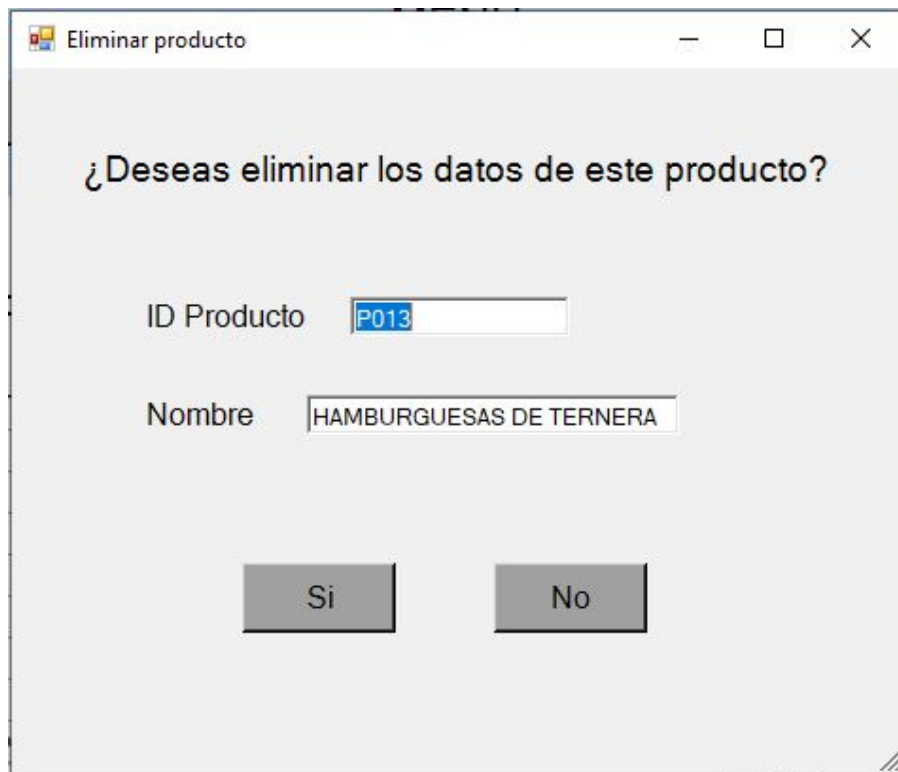 Eliminar producto
¿Deseas eliminar los datos de este producto?
ID Producto P013
Nombre HAMBURGUESAS DE TERNERA
Si No